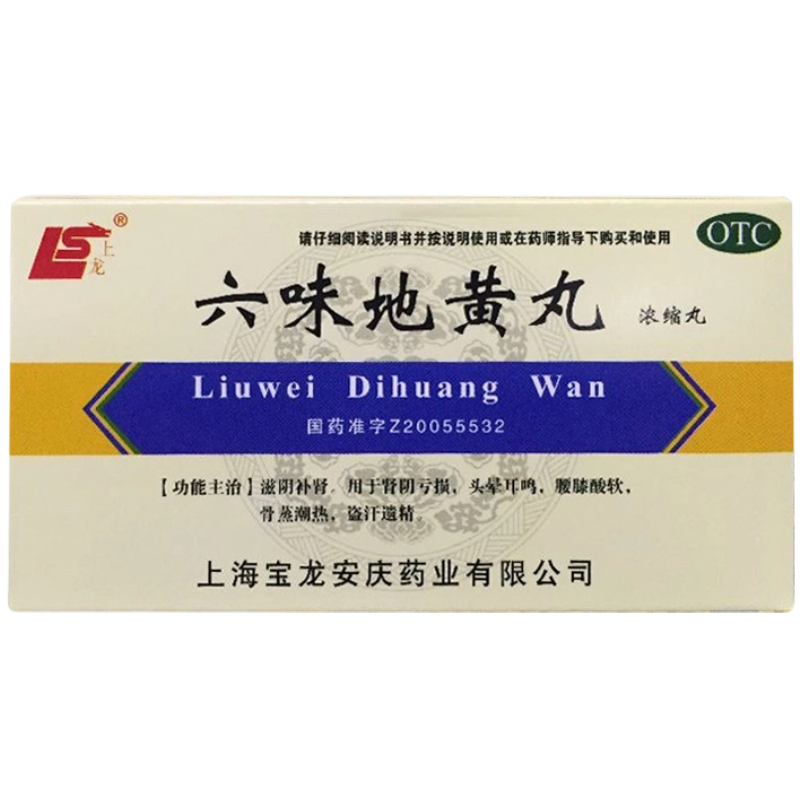 LS
上龙®
请仔细阅读说明书并按说明使用或在药师指导下购买和使用
OTC
六味地黄丸 浓缩丸
Liuwei Dihuang Wan
国药准字Z20055532
【功能主治】滋阴补肾。用于肾阴亏损，头晕耳鸣，腰膝酸软，
骨蒸潮热，盗汗遗精。
上海宝龙安庆药业有限公司